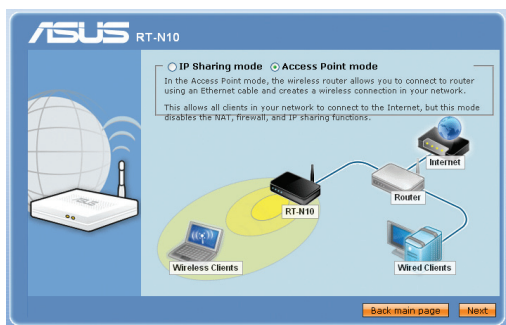 ASUS RT-N10
IP Sharing mode Access Point mode
In the Access Point mode, the wireless router allows you to connect to router
using an Ethernet cable and creates a wireless connection in your network.
This allows all clients in your network to connect to the Internet, but this mode
disables the NAT, firewall, and IP sharing functions.
Internet
Router
RT-N10
ASUS
Wireless Clients
Wired Clients
Back main page Next